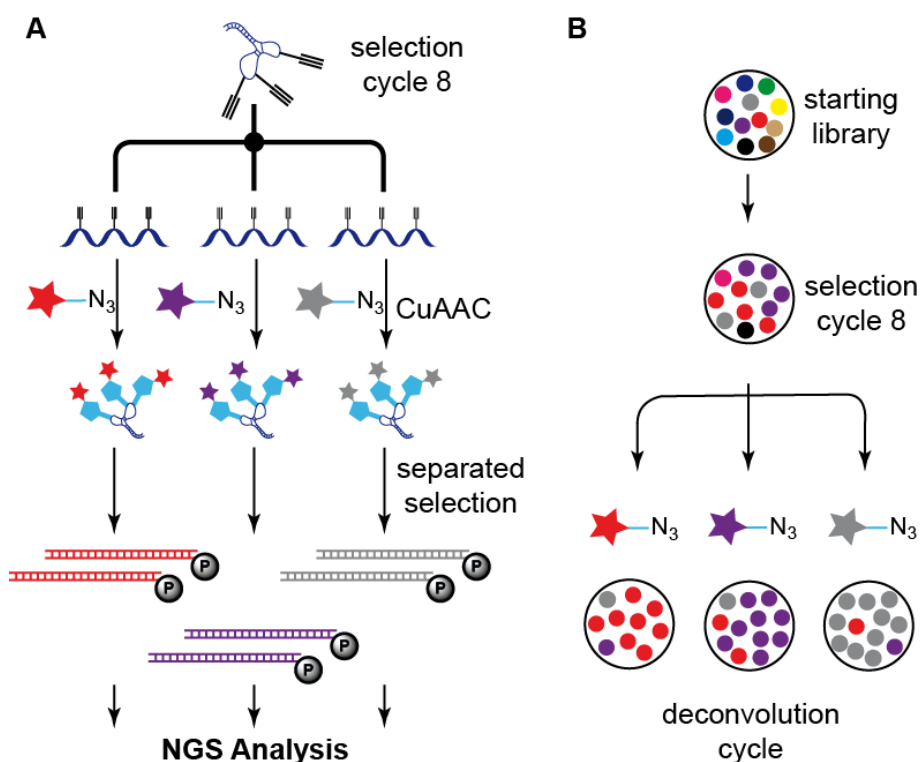 A
selection
cycle 8
N3
N3
N3
CuAAC
separated
selection
P
P
P
P
P
P
NGS Analysis
B
starting
library
selection
cycle 8
N3
N3
N3
deconvolution
cycle